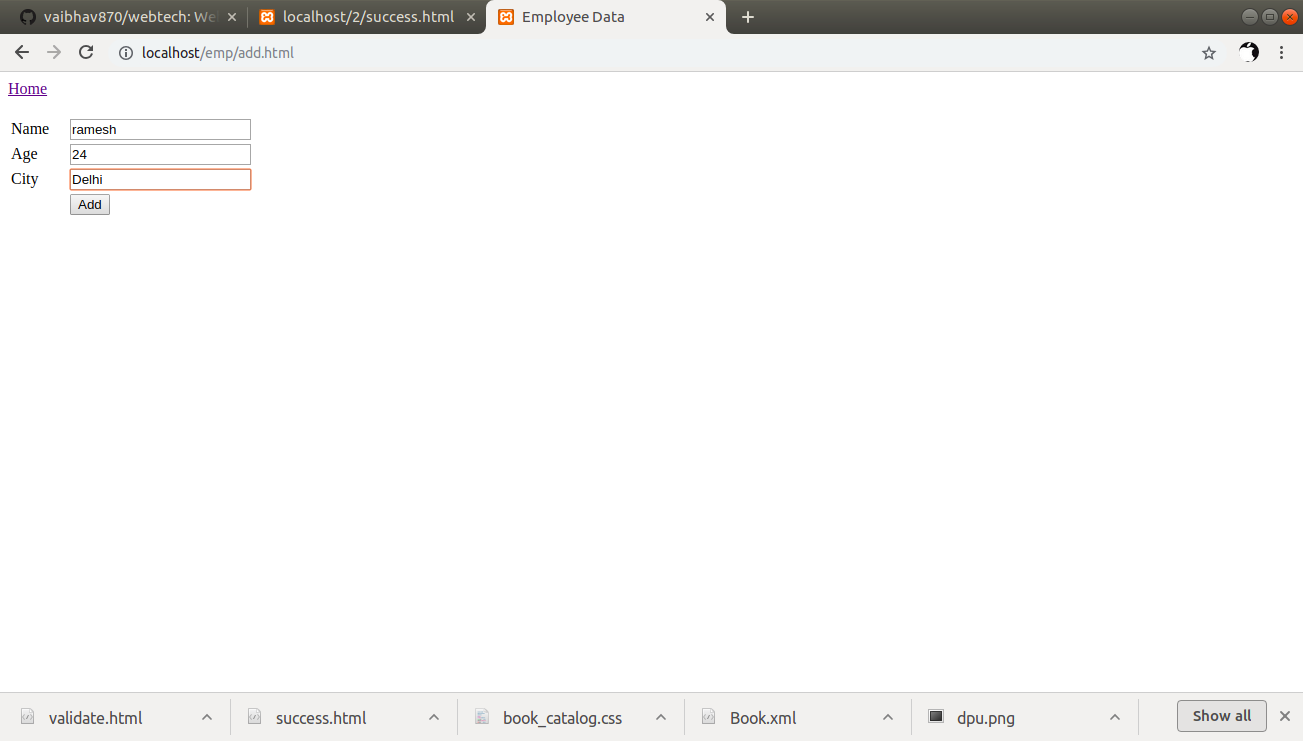 vaibhav870/webtech: We
localhost/2/success.html
Employee Data
localhost/emp/add.html
Home
Name ramesh
Age 24
City Delhi
Add
validate.html
success.html
book_catalog.css
Book.xml
dpu.png
Show all